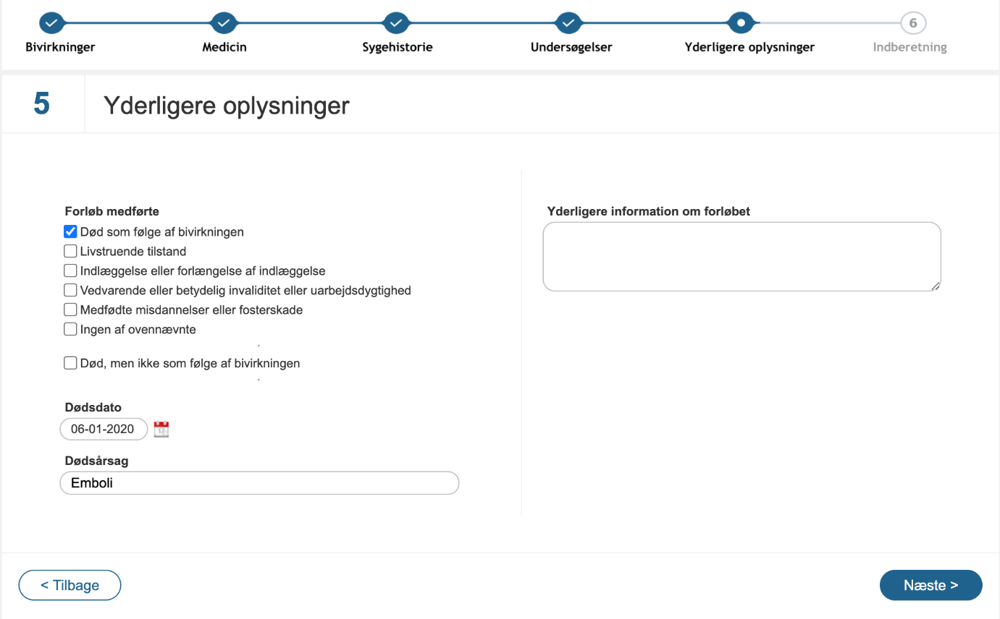 Bivirkninger
Medicin
Sygehistorie
Undersøgelser
Yderligere oplysninger
6
Indberetning
5
Yderligere oplysninger
Forløb medførte
Død som følge af bivirkningen
Livstruende tilstand
Indlæggelse eller forlængelse af indlæggelse
Vedvarende eller betydelig invaliditet eller uarbejdsdygtighed
Medfødte misdannelser eller fosterskade
Ingen af ovennævnte
Død, men ikke som følge af bivirkningen
Dødsdato
06-01-2020
Dødsårsag
Emboli
Yderligere information om forløbet
< Tilbage
Næste >